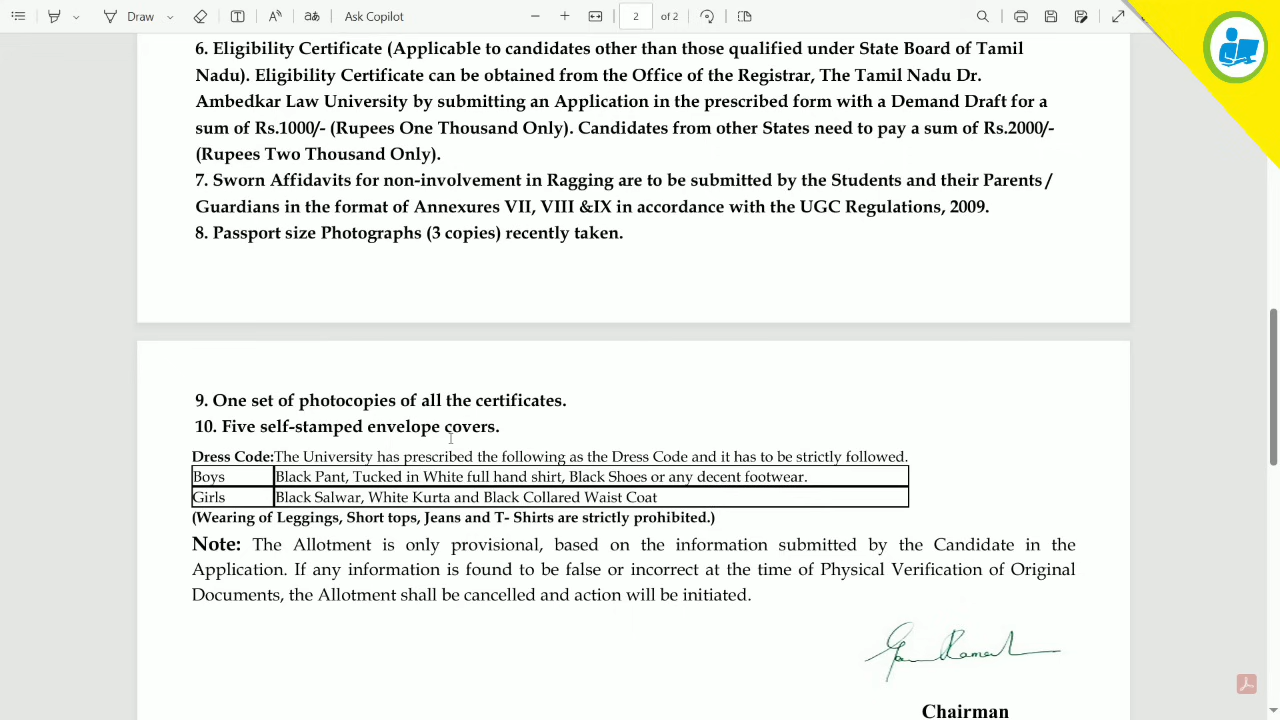 Draw
Ask Copilot
2 of 2
6. Eligibility Certificate (Applicable to candidates other than those qualified under State Board of Tamil
Nadu). Eligibility Certificate can be obtained from the Office of the Registrar, The Tamil Nadu Dr.
Ambedkar Law University by submitting an Application in the prescribed form with a Demand Draft for a
sum of Rs.1000/- (Rupees One Thousand Only). Candidates from other States need to pay a sum of Rs.2000/-
(Rupees Two Thousand Only).
7. Sworn Affidavits for non-involvement in Ragging are to be submitted by the Students and their Parents /
Guardians in the format of Annexures VII, VIII &IX in accordance with the UGC Regulations, 2009.
8. Passport size Photographs (3 copies) recently taken.
9. One set of photocopies of all the certificates.
10. Five self-stamped envelope covers.
Dress Code:The University has prescribed the following as the Dress Code and it has to be strictly followed.
Boys Black Pant, Tucked in White full hand shirt, Black Shoes or any decent footwear.
Girls Black Salwar, White Kurta and Black Collared Waist Coat
(Wearing of Leggings, Short tops, Jeans and T- Shirts are strictly prohibited.)
Note: The Allotment is only provisional, based on the information submitted by the Candidate in the
Application. If any information is found to be false or incorrect at the time of Physical Verification of Original
Documents, the Allotment shall be cancelled and action will be initiated.
Chairman